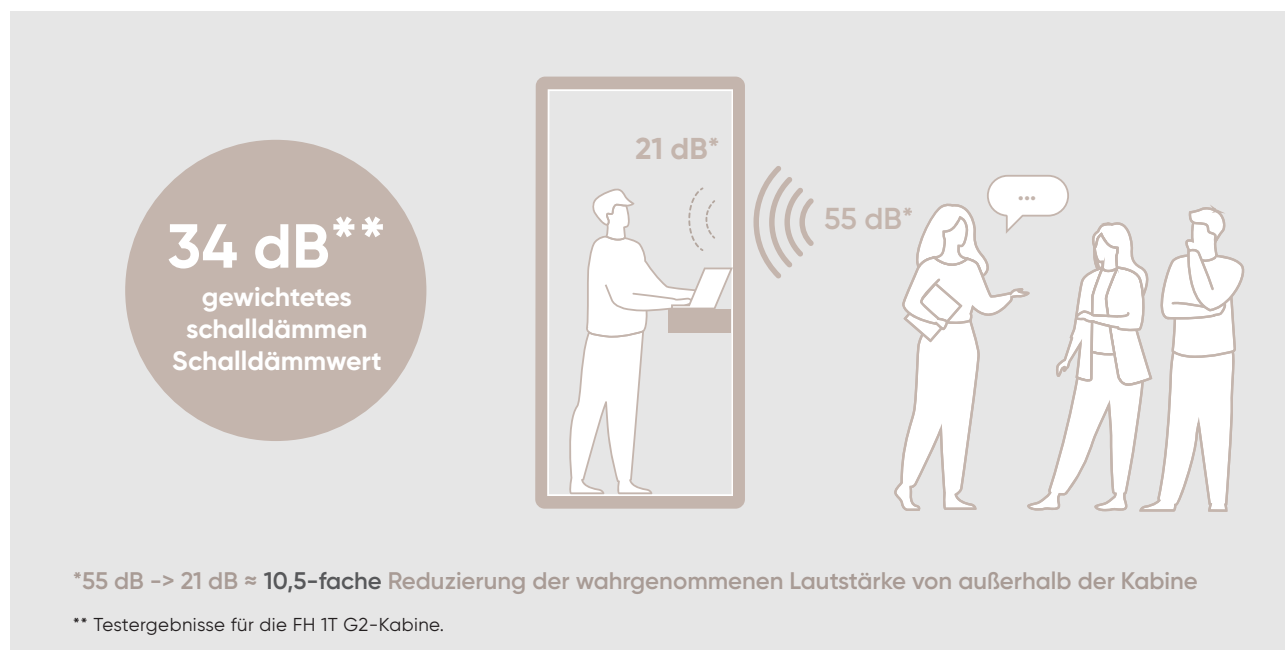 34 dB**
gewichtetes
schalldämmen
Schalldämmwert
21 dB*
55 dB*
...
*55 dB -> 21 dB ≈ 10,5-fache Reduzierung der wahrgenommenen Lautstärke von außerhalb der Kabine
** Testergebnisse für die FH 1T G2-Kabine.